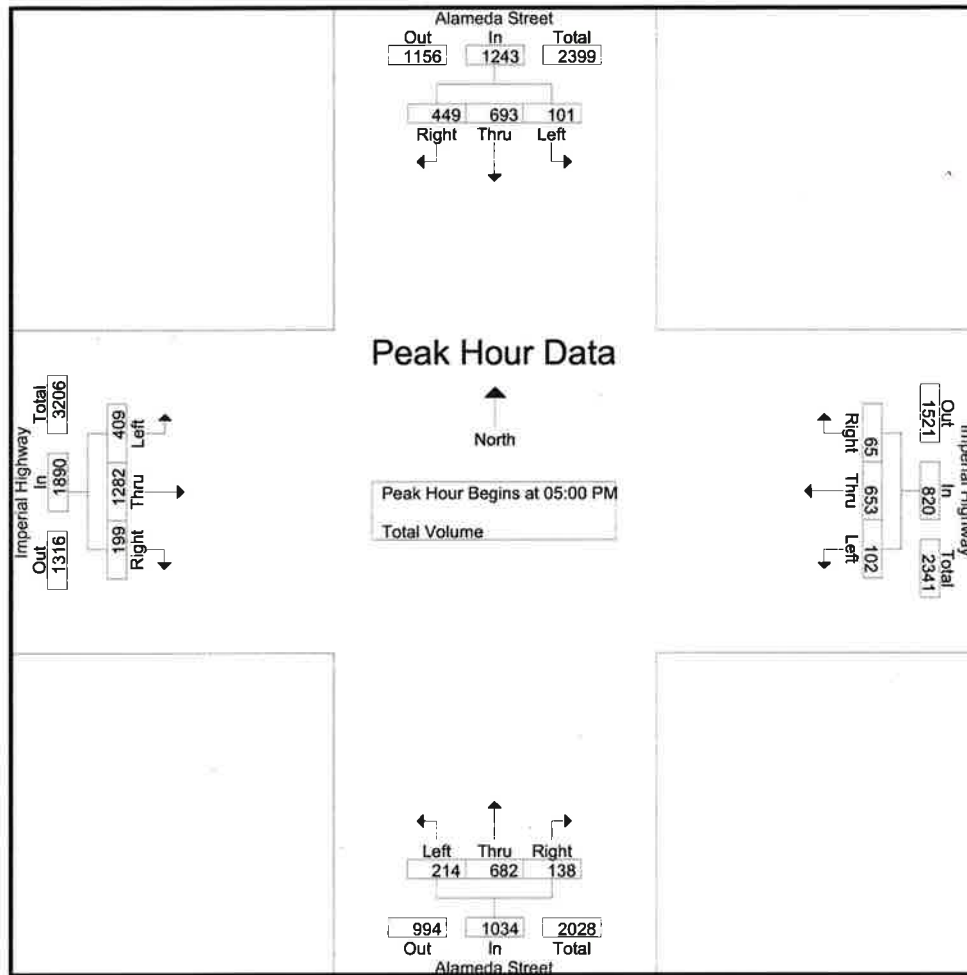 Alameda Street
Out In Total
1156 1243 2399
449 693 101
Right Thru Left
Peak Hour Data
North
Peak Hour Begins at 05:00 PM
Total Volume
Imperial Highway
Total In Out
3206 1890 1316
409 1282 199
Left Thru Right
Imperial Highway
Out In Total
1521 820 2341
65 653 102
Right Thru Left
Left Thru Right
214 682 138
994 1034 2028
Out In Total
Alameda Street